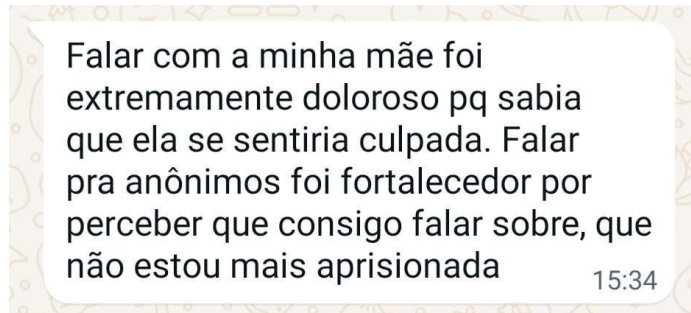 Falar com a minha mãe foi
extremamente doloroso pq sabia
que ela se sentiria culpada. Falar
pra anônimos foi fortalecedor por
perceber que consigo falar sobre, que
não estou mais aprisionada
15:34